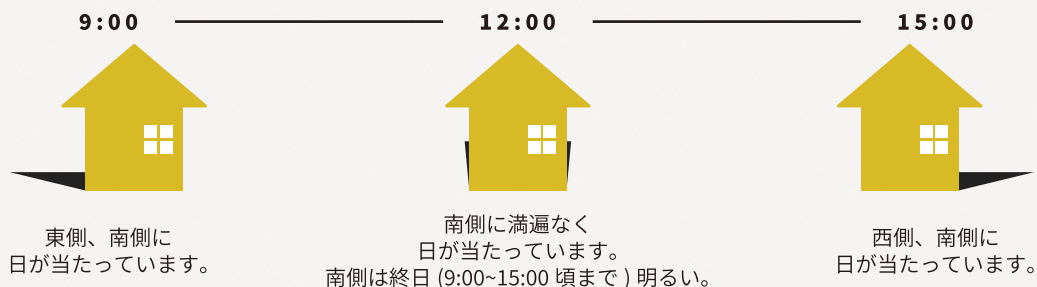 9:00
12:00
15:00
東側、南側に
日が当たっています。
南側に満遍なく
日が当たっています。
南側は終日 (9:00~15:00 頃まで ) 明るい。
西側、南側に
日が当たっています。